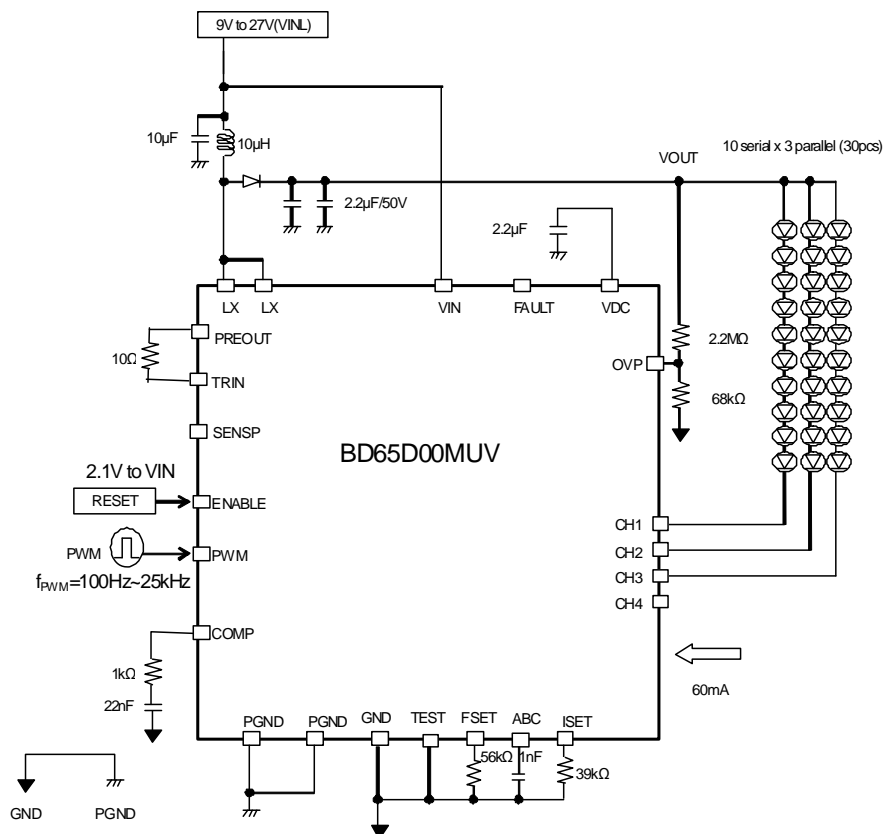 9V to 27V(VINL)
10µF
10µH
VOUT
10 serial x 3 parallel (30pcs)
2.2µF/50V
2.2µF
LX
LX
VIN
FAULT
VDC
PREOUT
10Ω
TRIN
OVP
2.2MΩ
68kΩ
SENSP
BD65D00MUV
2.1V to VIN
RESET
ENABLE
PWM
PWM
fPWM=100Hz~25kHz
CH1
CH2
CH3
CH4
COMP
1kΩ
22nF
60mA
PGND
PGND
GND
TEST
FSET
ABC
ISET
56kΩ
1nF
39kΩ
GND
PGND